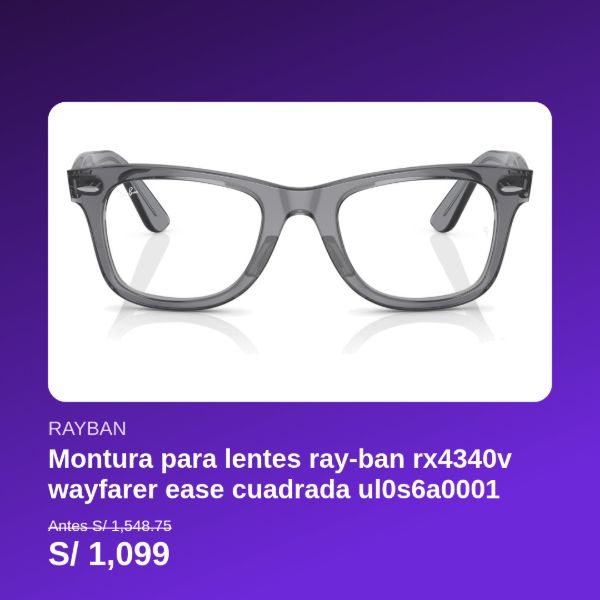 RAYBAN
Montura para lentes ray-ban rx4340v
wayfarer ease cuadrada ul0s6a0001
Antes S/ 1,548.75
S/ 1,099